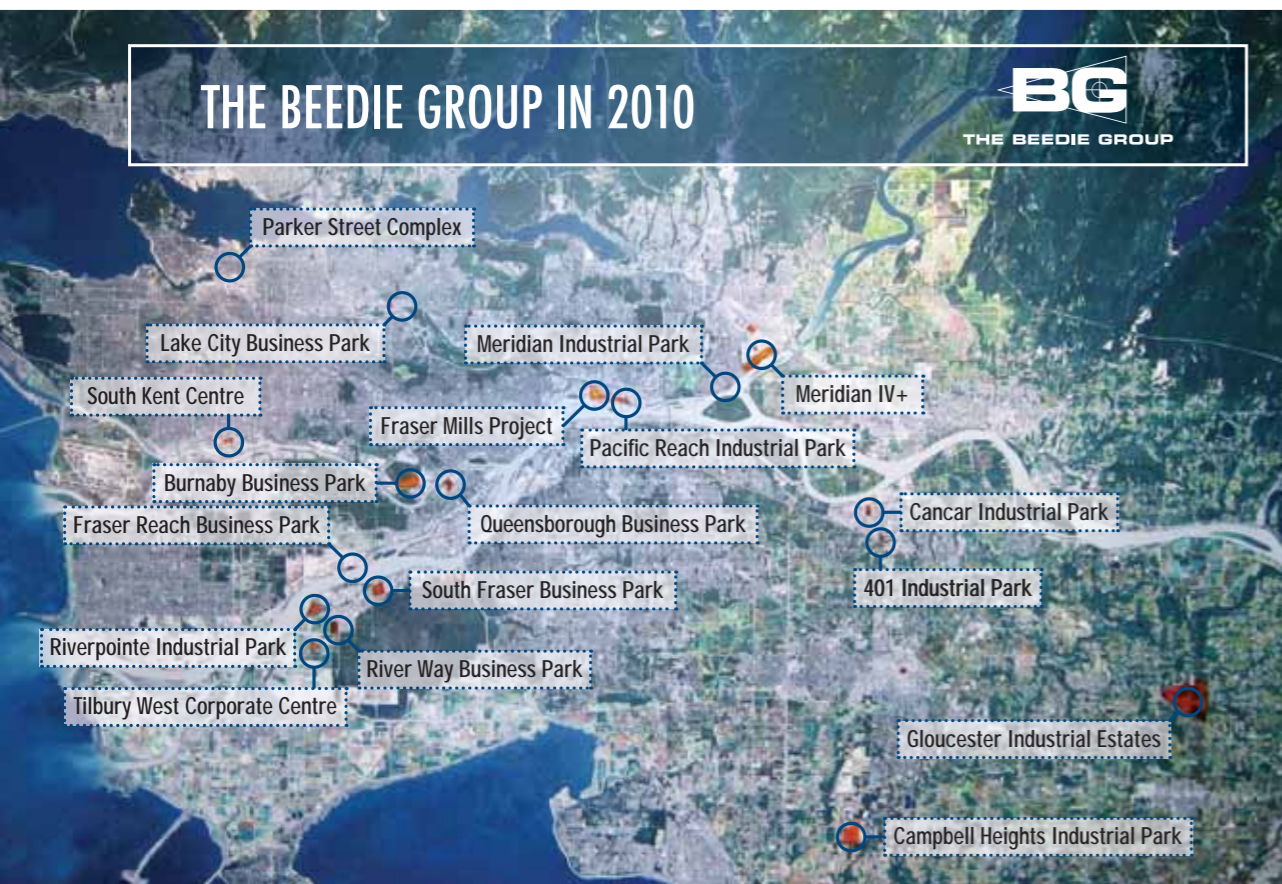 THE BEEDIE GROUP IN 2010
BG
THE BEEDIE GROUP
Parker Street Complex
Lake City Business Park
Meridian Industrial Park
South Kent Centre
Meridian IV+
Fraser Mills Project
Pacific Reach Industrial Park
Burnaby Business Park
Fraser Reach Business Park
Queensborough Business Park
Cancar Industrial Park
South Fraser Business Park
401 Industrial Park
Riverpointe Industrial Park
River Way Business Park
Tilbury West Corporate Centre
Gloucester Industrial Estates
Campbell Heights Industrial Park